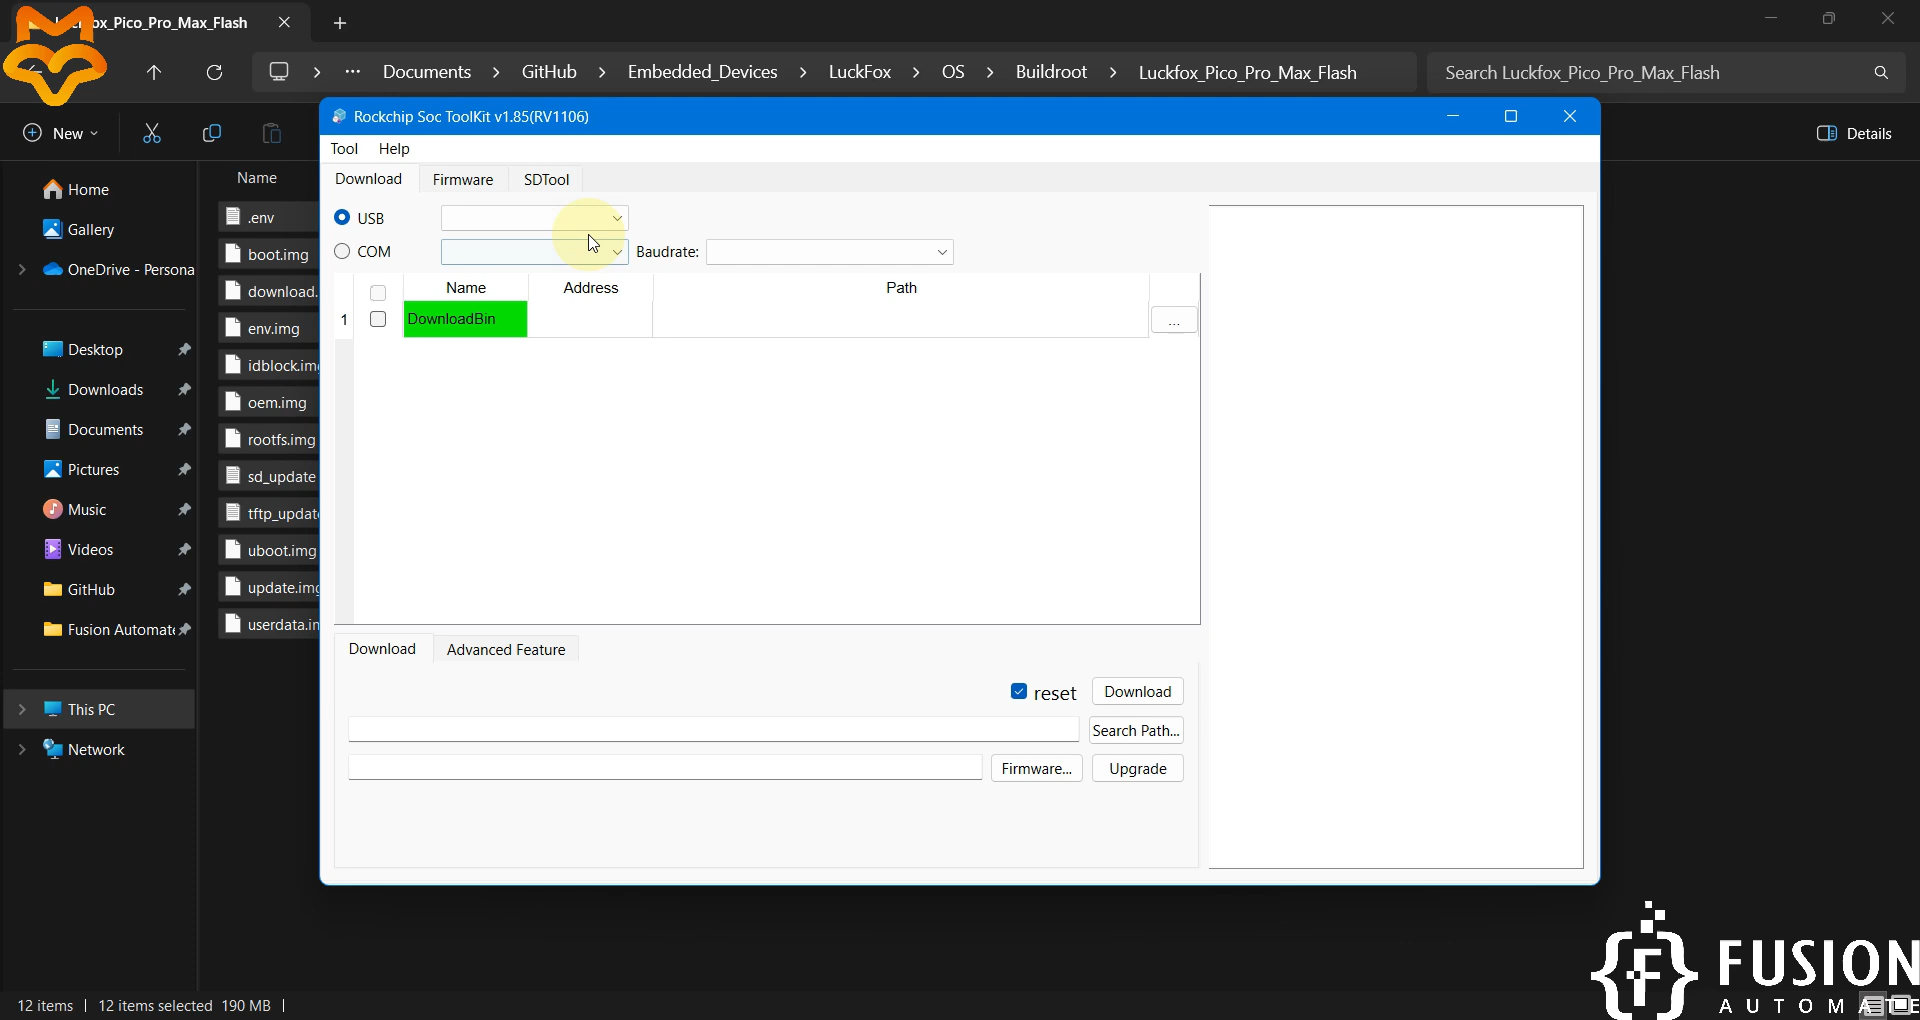 ox_Pico_Pro_Max_Flash
Documents > GitHub > Embedded_Devices > LuckFox > OS > Buildroot > Luckfox_Pico_Pro_Max_Flash
Search Luckfox_Pico_Pro_Max_Flash
New
Details
Rockchip Soc ToolKit v1.85(RV1106)
Tool Help
Download Firmware SDTool
USB
COM Baudrate:
Name Address Path
1 DownloadBin ...
Download Advanced Feature
reset Download
Search Path...
Firmware... Upgrade
Home
Gallery
OneDrive - Persona
Desktop
Downloads
Documents
Pictures
Music
Videos
GitHub
Fusion Automate
This PC
Network
Name
.env
boot.img
download.
env.img
idblock.img
oem.img
rootfs.img
sd_update
tftp_update
uboot.img
update.img
userdata.in
12 items | 12 items selected 190 MB |
{F} FUSION
AUTOMATE